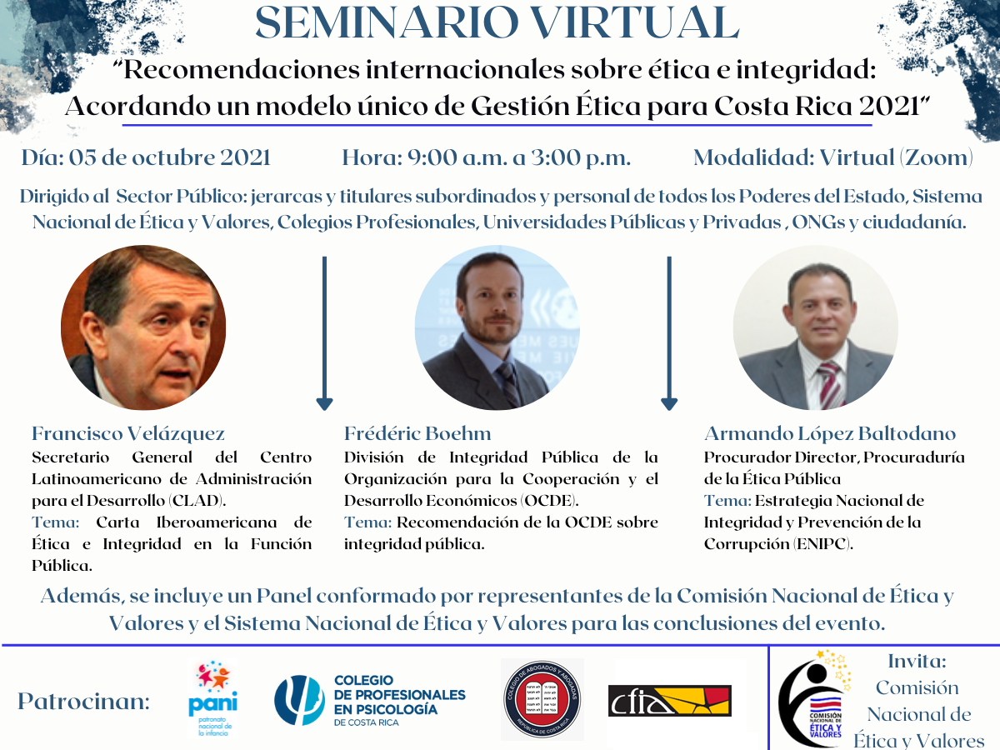 SEMINARIO VIRTUAL
“Recomendaciones internacionales sobre ética e integridad:
Acordando un modelo único de Gestión Ética para Costa Rica 2021”
Día: 05 de octubre 2021
Hora: 9:00 a.m. a 3:00 p.m.
Modalidad: Virtual (Zoom)
Dirigido al Sector Público: jerarcas y titulares subordinados y personal de todos los Poderes del Estado, Sistema
Nacional de Ética y Valores, Colegios Profesionales, Universidades Públicas y Privadas , ONGs y ciudadanía.
Francisco Velázquez
Secretario General del Centro
Latinoamericano de Administración
para el Desarrollo (CLAD).
Tema: Carta Iberoamericana de
Ética e Integridad en la Función
Pública.
Frédéric Boehm
División de Integridad Pública de la
Organización para la Cooperación y el
Desarrollo Económicos (OCDE).
Tema: Recomendación de la OCDE sobre
integridad pública.
Armando López Baltodano
Procurador Director, Procuraduría
de la Ética Pública
Tema: Estrategia Nacional de
Integridad y Prevención de la
Corrupción (ENIPC).
Además, se incluye un Panel conformado por representantes de la Comisión Nacional de Ética y
Valores y el Sistema Nacional de Ética y Valores para las conclusiones del evento.
Patrocinan:
pani
patronato
nacional de
la infancia
COLEGIO
DE PROFESIONALES
EN PSICOLOGÍA
DE COSTA RICA
COLEGIO DE ABOGADOS Y ABOGADAS
REPÚBLICA DE COSTA RICA
cfia
COMISIÓN
NACIONAL DE
ÉTICA Y
VALORES
Invita:
Comisión
Nacional de
Ética y Valores